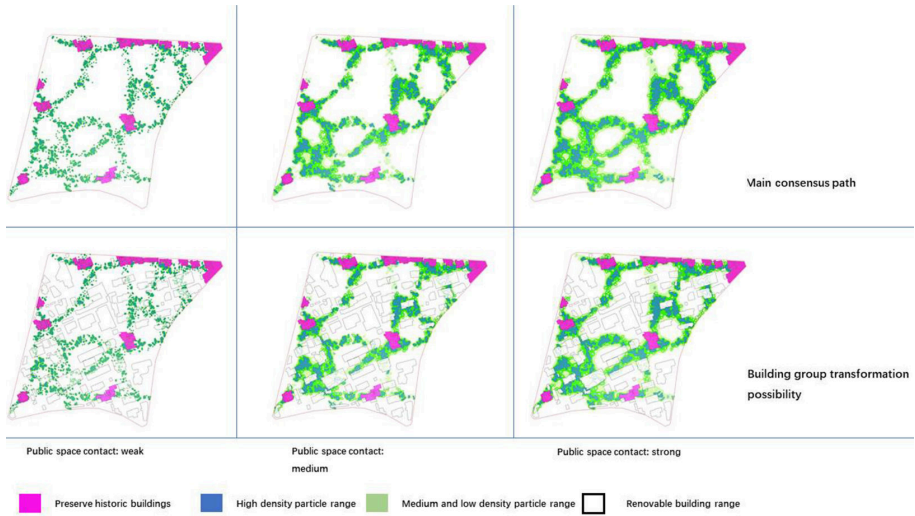 Main consensus path
Building group transformation
possibility
Public space contact: weak
Public space contact:
medium
Public space contact: strong
Preserve historic buildings
High density particle range
Medium and low density particle range
Renovable building range